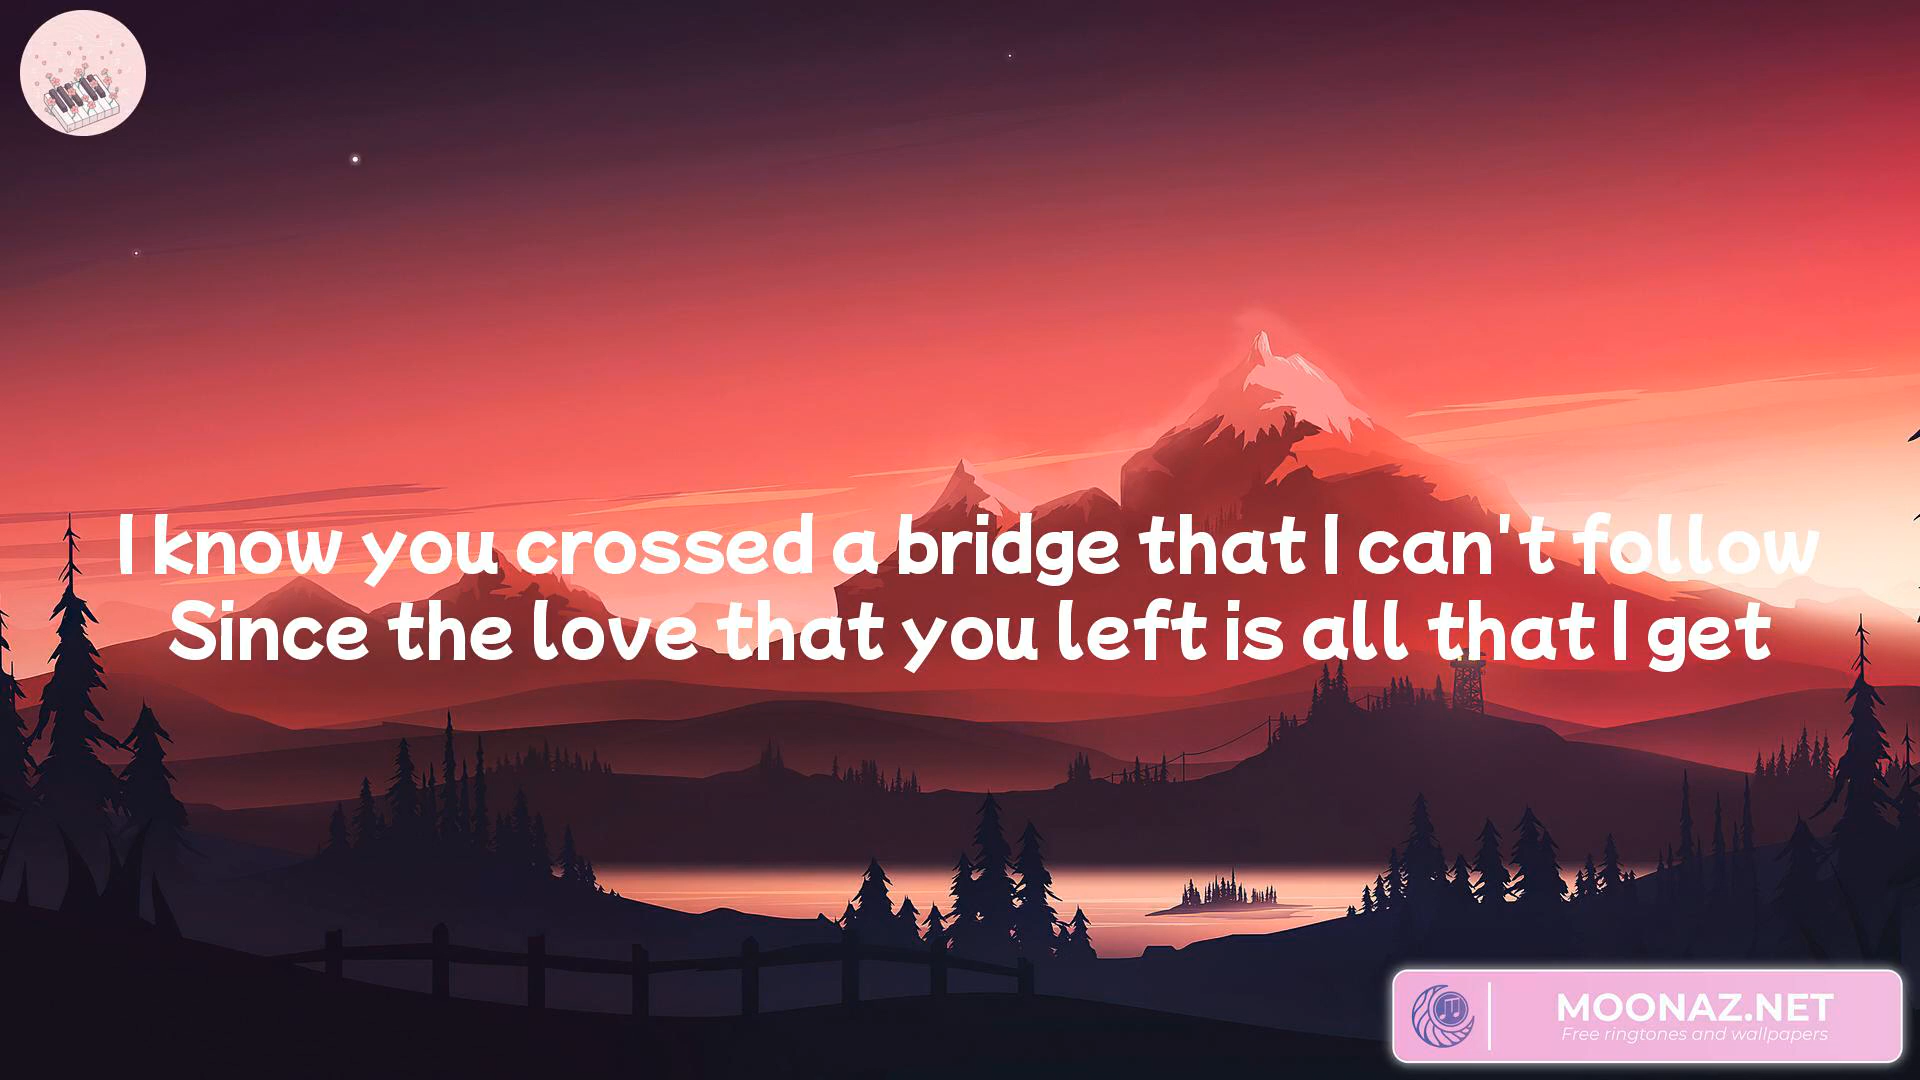 I know you crossed a bridge that I can't follow
Since the love that you left is all that I get
MOONAZ.NET
Free ringtones and wallpapers